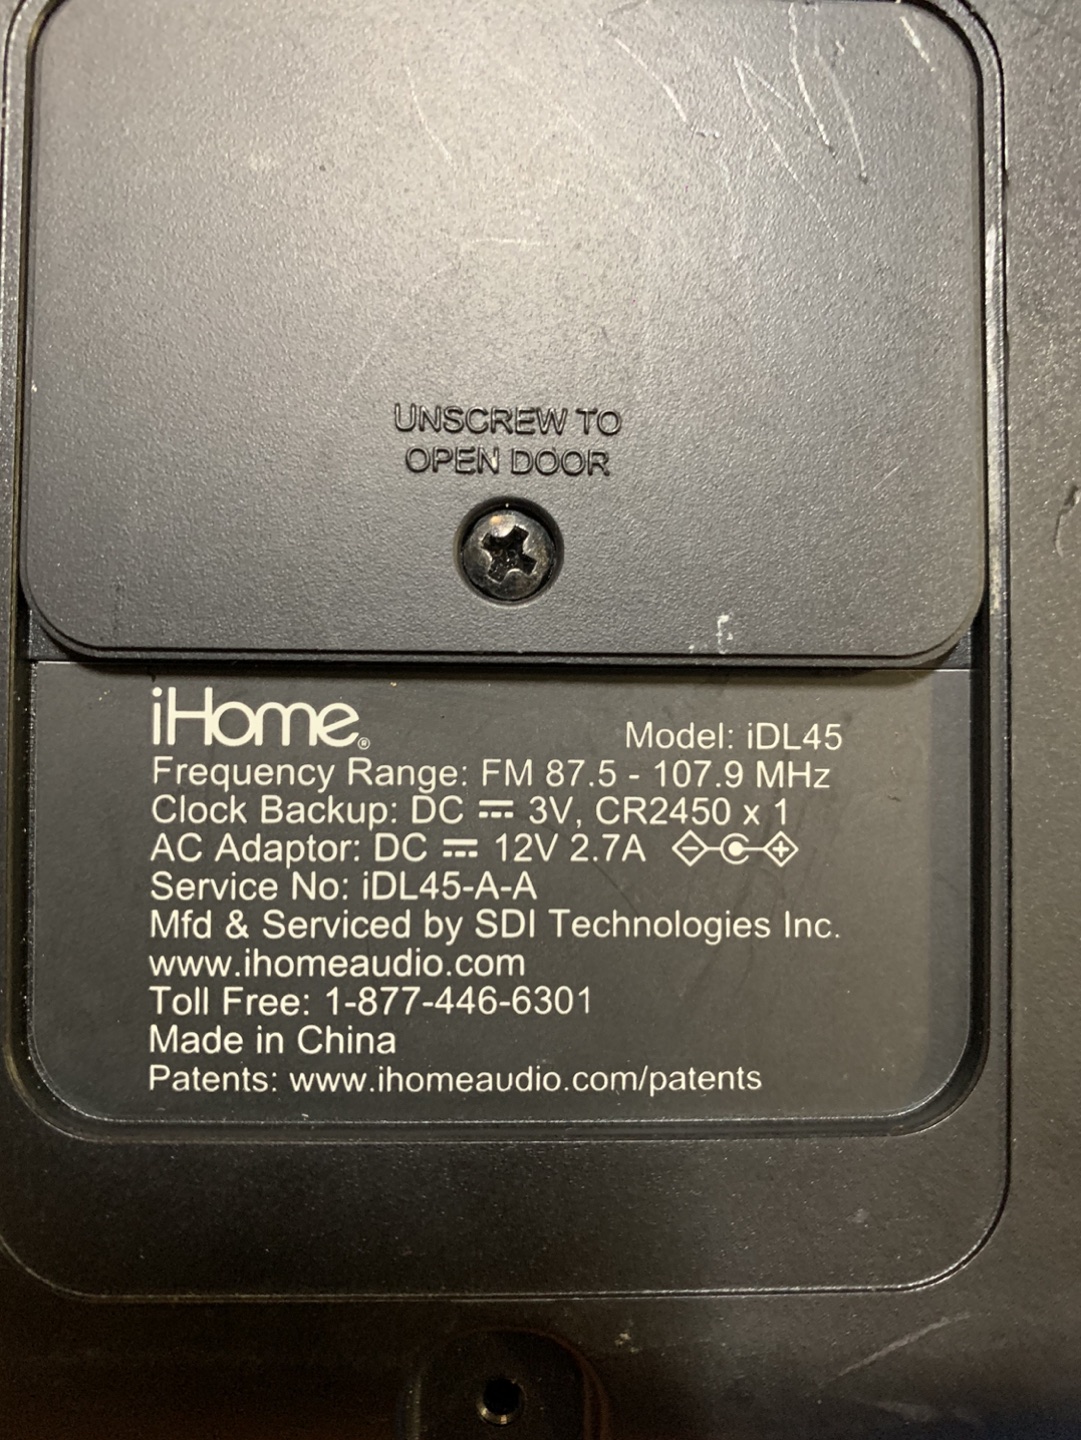 UNSCREW TO
OPEN DOOR
iHome®
Model: iDL45
Frequency Range: FM 87.5 - 107.9 MHz
Clock Backup: DC ⎓ 3V, CR2450 x 1
AC Adaptor: DC ⎓ 12V 2.7A
Service No: iDL45-A-A
Mfd & Serviced by SDI Technologies Inc.
www.ihomeaudio.com
Toll Free: 1-877-446-6301
Made in China
Patents: www.ihomeaudio.com/patents